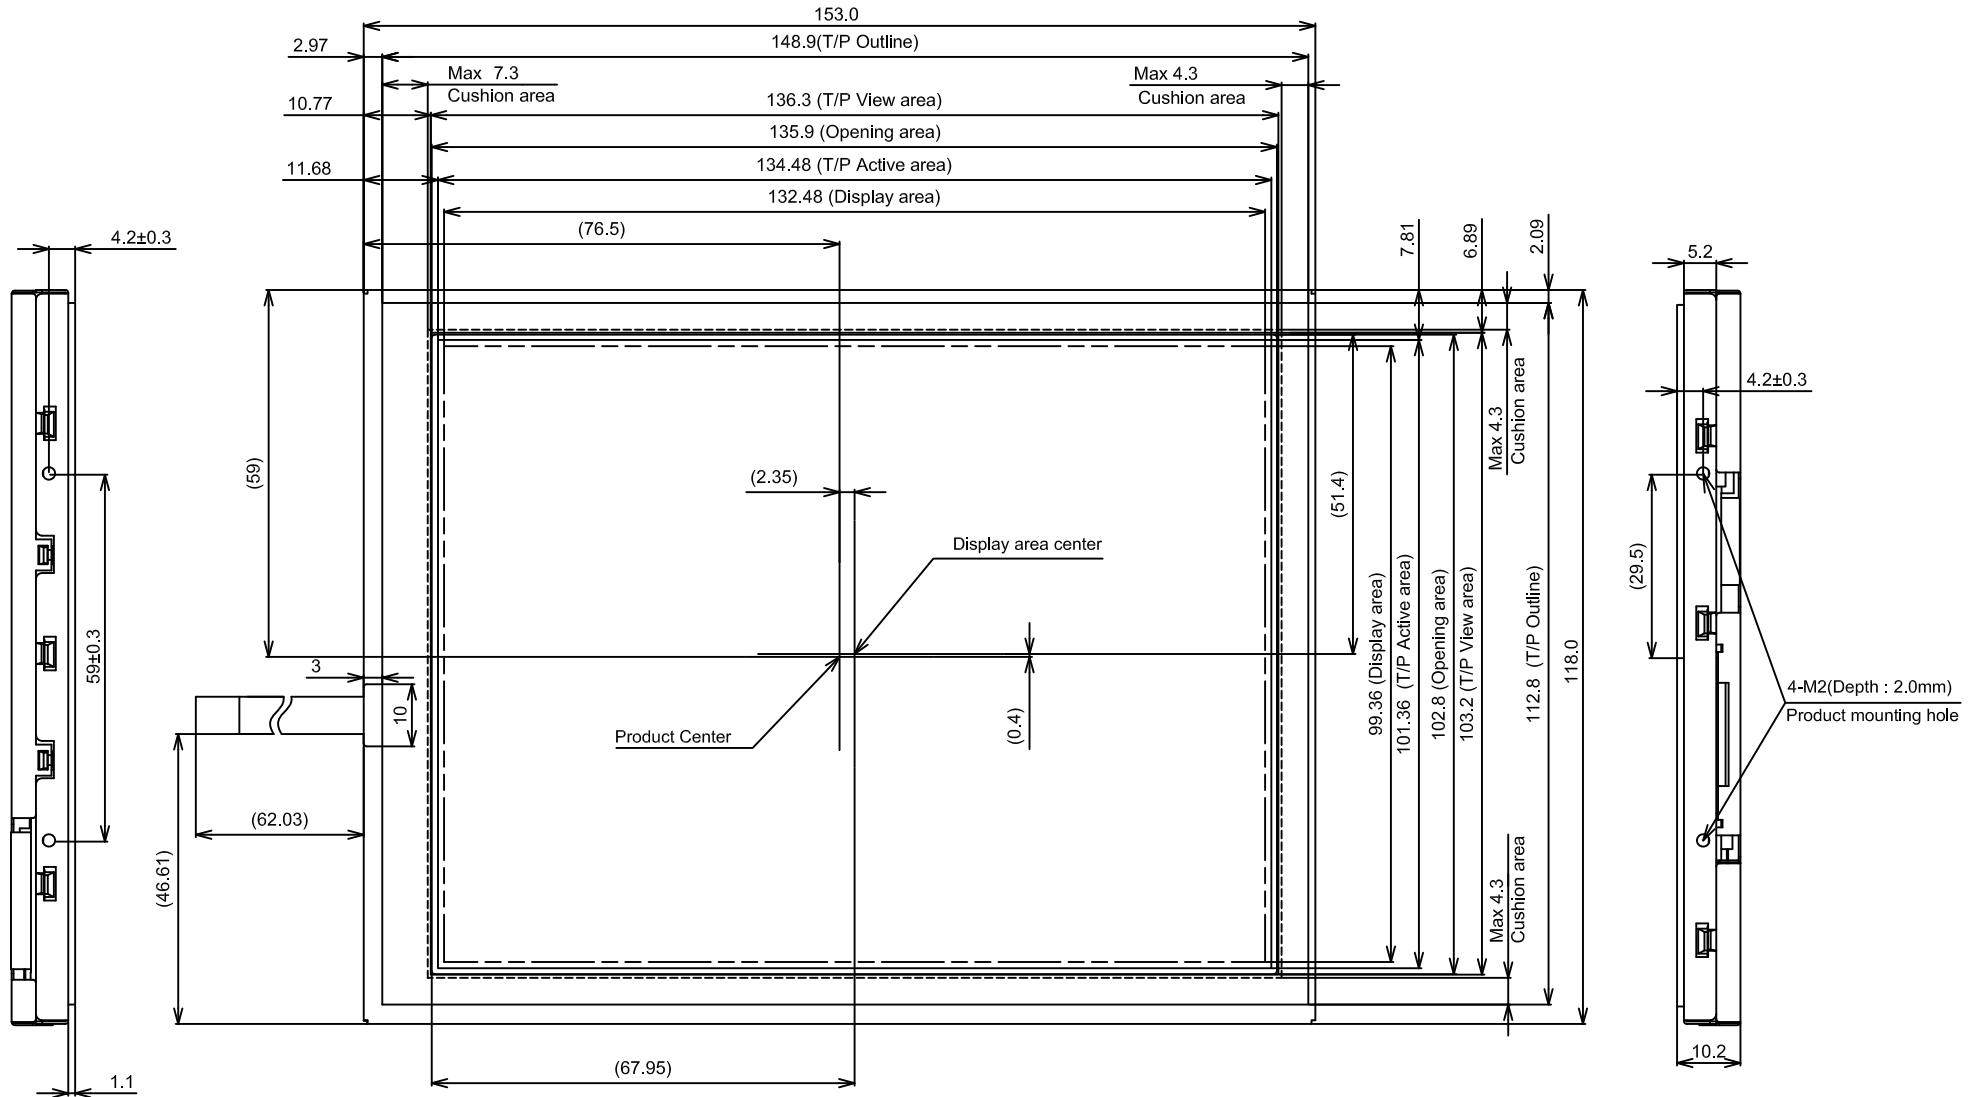 153.0
2.97
148.9(T/P Outline)
Max 7.3
Cushion area
Max 4.3
Cushion area
10.77
136.3 (T/P View area)
135.9 (Opening area)
11.68
134.48 (T/P Active area)
132.48 (Display area)
(76.5)
7.81
6.89
2.09
4.2±0.3
5.2
4.2±0.3
Max 4.3
Cushion area
(59)
(2.35)
(51.4)
Display area center
(29.5)
59±0.3
3
10
Product Center
(0.4)
99.36 (Display area)
101.36 (T/P Active area)
102.8 (Opening area)
103.2 (T/P View area)
112.8 (T/P Outline)
118.0
4-M2(Depth : 2.0mm)
Product mounting hole
(62.03)
(46.61)
Max 4.3
Cushion area
(67.95)
10.2
1.1